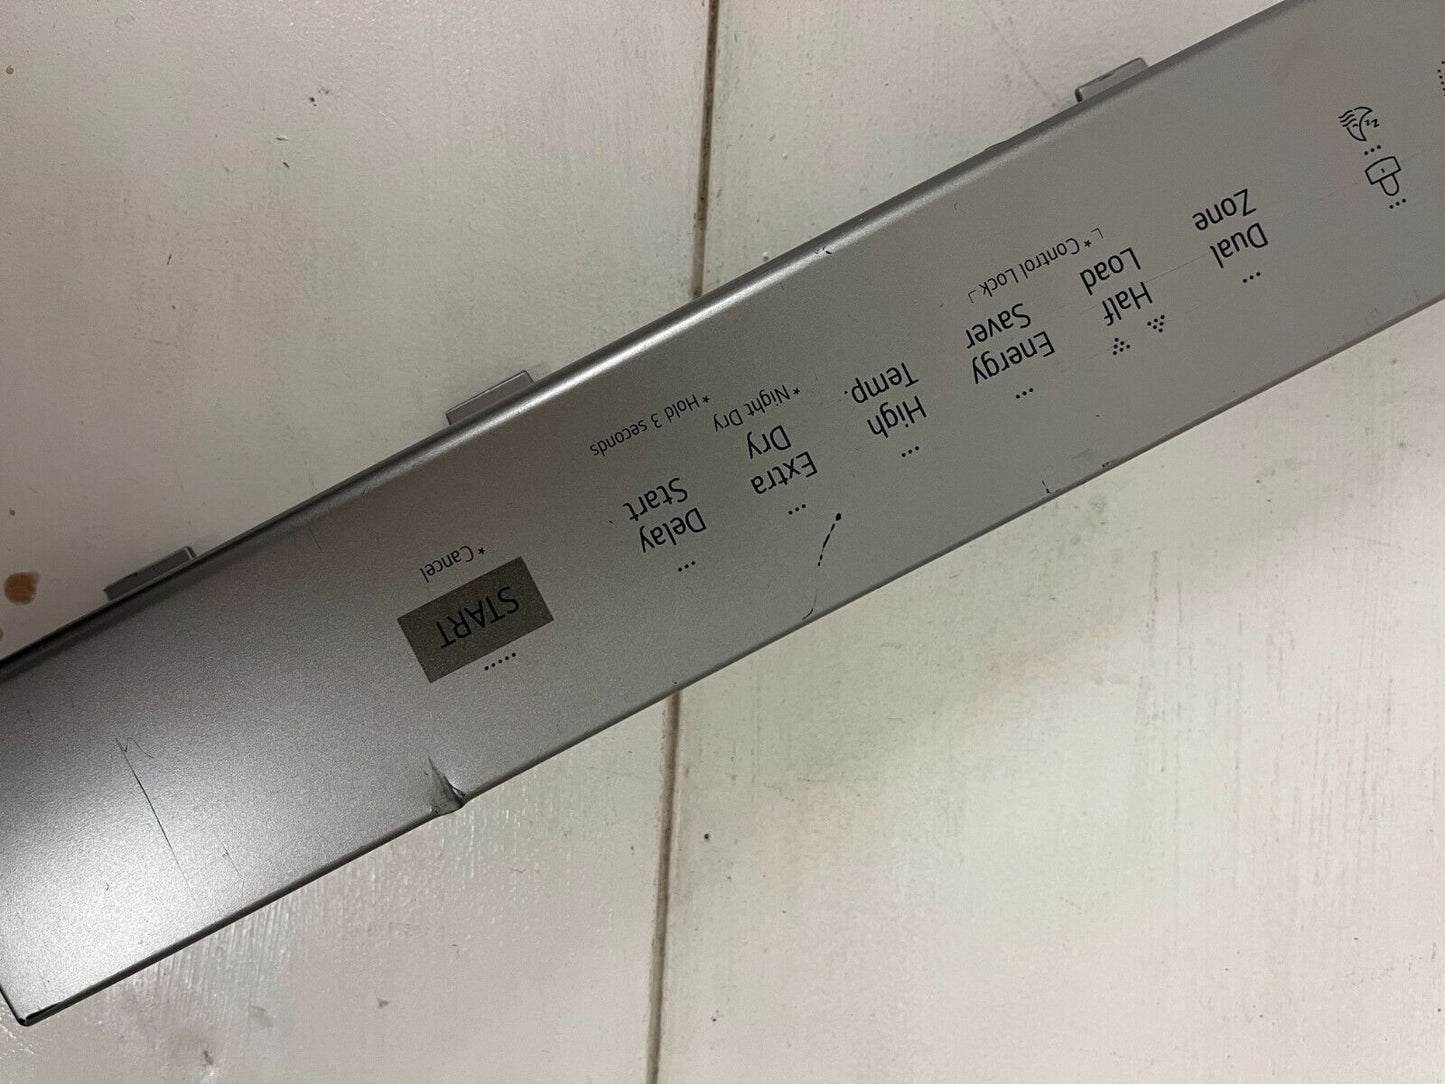 Dual
Zone
Half
Load
* Control Lock
Energy
Saver
High
Temp.
Extra
Dry
* Night Dry
Delay
Start
* Hold 3 seconds
START
* Cancel